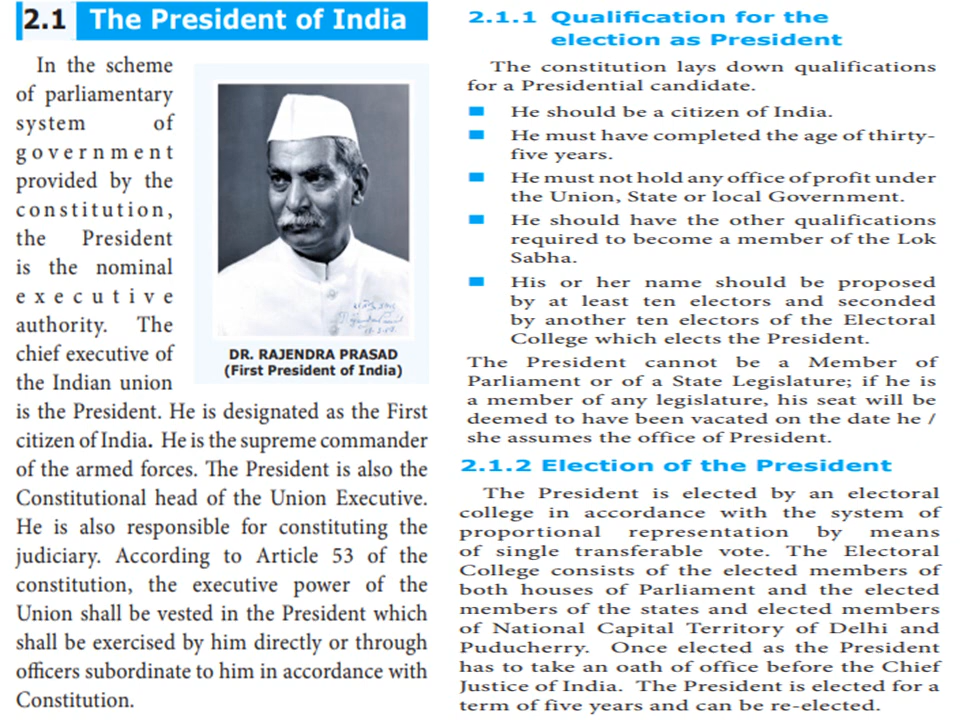 2.1 The President of India
In the scheme
of parliamentary
system of
government
provided by the
constitution,
the President
is the nominal
executive
authority. The
chief executive of
the Indian union
is the President. He is designated as the First
citizen of India. He is the supreme commander
of the armed forces. The President is also the
Constitutional head of the Union Executive.
He is also responsible for constituting the
judiciary. According to Article 53 of the
constitution, the executive power of the
Union shall be vested in the President which
shall be exercised by him directly or through
officers subordinate to him in accordance with
Constitution.
DR. RAJENDRA PRASAD
(First President of India)
2.1.1 Qualification for the
election as President
The constitution lays down qualifications
for a Presidential candidate.
He should be a citizen of India.
He must have completed the age of thirty-
five years.
He must not hold any office of profit under
the Union, State or local Government.
He should have the other qualifications
required to become a member of the Lok
Sabha.
His or her name should be proposed
by at least ten electors and seconded
by another ten electors of the Electoral
College which elects the President.
The President cannot be a Member of
Parliament or of a State Legislature; if he is
a member of any legislature, his seat will be
deemed to have been vacated on the date he /
she assumes the office of President.
2.1.2 Election of the President
The President is elected by an electoral
college in accordance with the system of
proportional representation by means
of single transferable vote. The Electoral
College consists of the elected members of
both houses of Parliament and the elected
members of the states and elected members
of National Capital Territory of Delhi and
Puducherry. Once elected as the President
has to take an oath of office before the Chief
Justice of India. The President is elected for a
term of five years and can be re-elected.